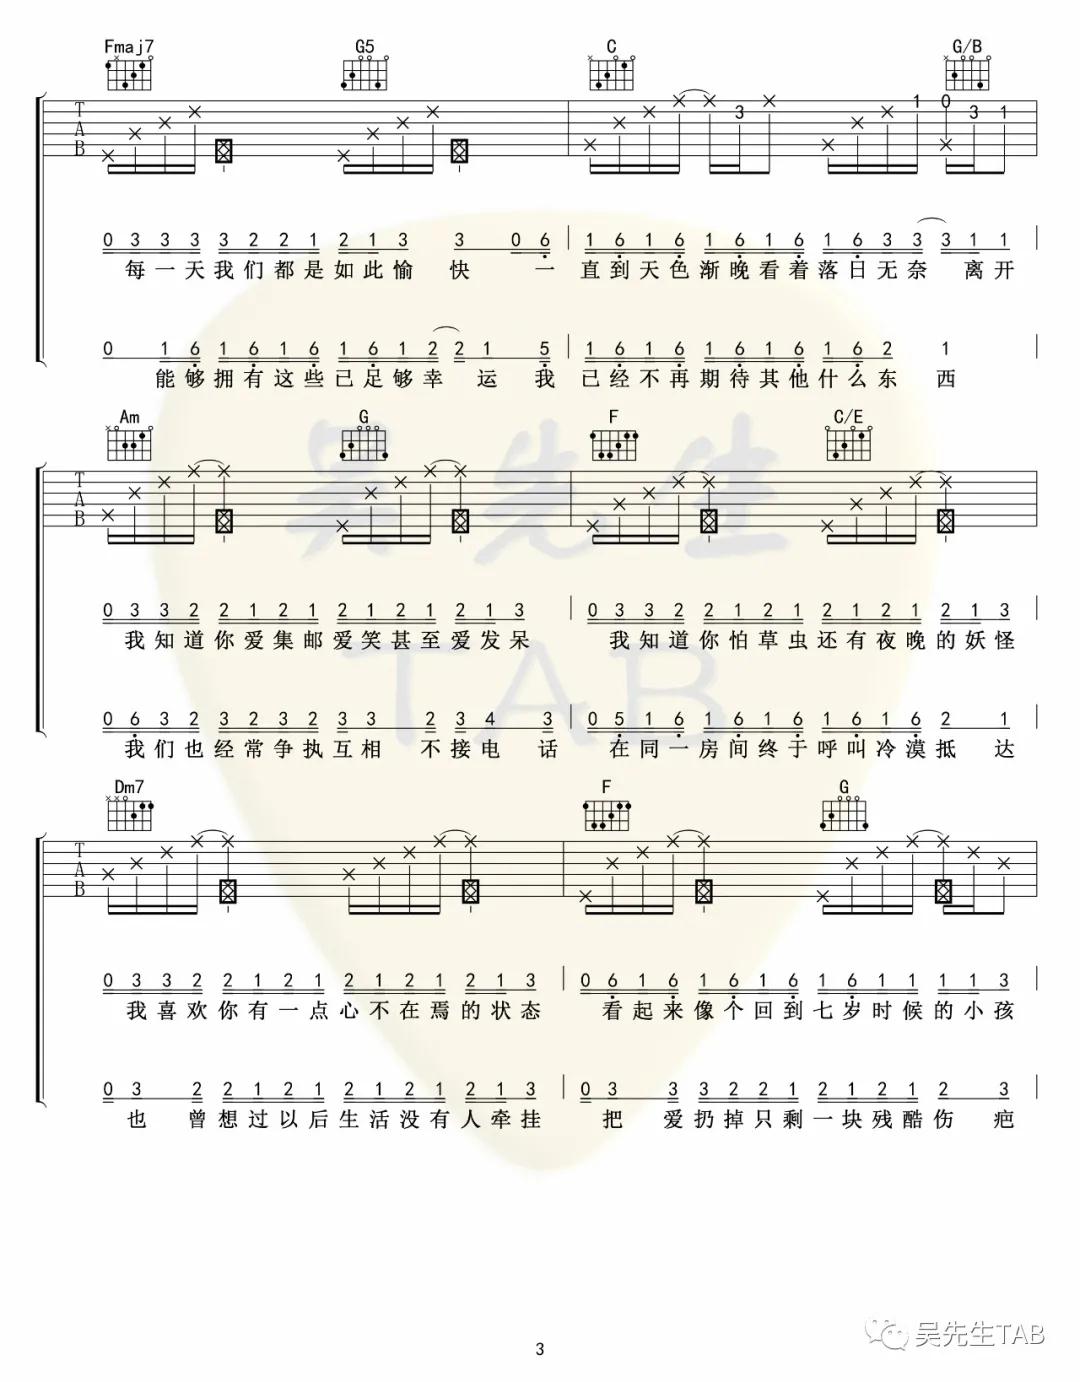 Fmaj7 G5 C G/B
T
A
B
3 1 0 3 1
0 3 3 3 3 2 2 1 2 1 3 3 0 6 1 6 1 6 1 6 1 6 1 6 3 3 3 1 1
每一天我们都是如此愉 快 一 直到天色渐晚看着落日无奈 离开
0 1 6 1 6 1 6 1 6 1 2 2 1 5 1 6 1 6 1 6 1 6 1 6 2 1
能够拥有这些已足够幸 运 我 已经不再期待其他什么东 西
Am G F C/E
T
A
B
0 3 3 2 2 1 2 1 2 1 2 1 2 1 3 0 3 3 2 2 1 2 1 2 1 2 1 2 1 3
我知道你爱集邮爱笑甚至爱发呆 我知道你怕草虫还有夜晚的妖怪
0 6 3 2 3 2 3 2 3 3 2 3 4 3 0 5 1 6 1 6 1 6 1 6 1 6 2 1
我们也经常争执互相 不接电 话 在同一房间终于呼叫冷漠抵 达
Dm7 F G
T
A
B
0 3 3 2 2 1 2 1 2 1 2 1 2 1 3 0 6 1 6 1 6 1 6 1 6 1 1 1 1 3
我喜欢你有一点心不在焉的状态 看起来像个回到七岁时候的小孩
0 3 2 2 1 2 1 2 1 2 1 2 1 3 0 3 3 3 2 2 1 2 1 2 1 2 3
也 曾想过以后生活没有人牵挂 把 爱扔掉只剩一块残酷伤 疤
吴先生
TAB
3
吴先生TAB